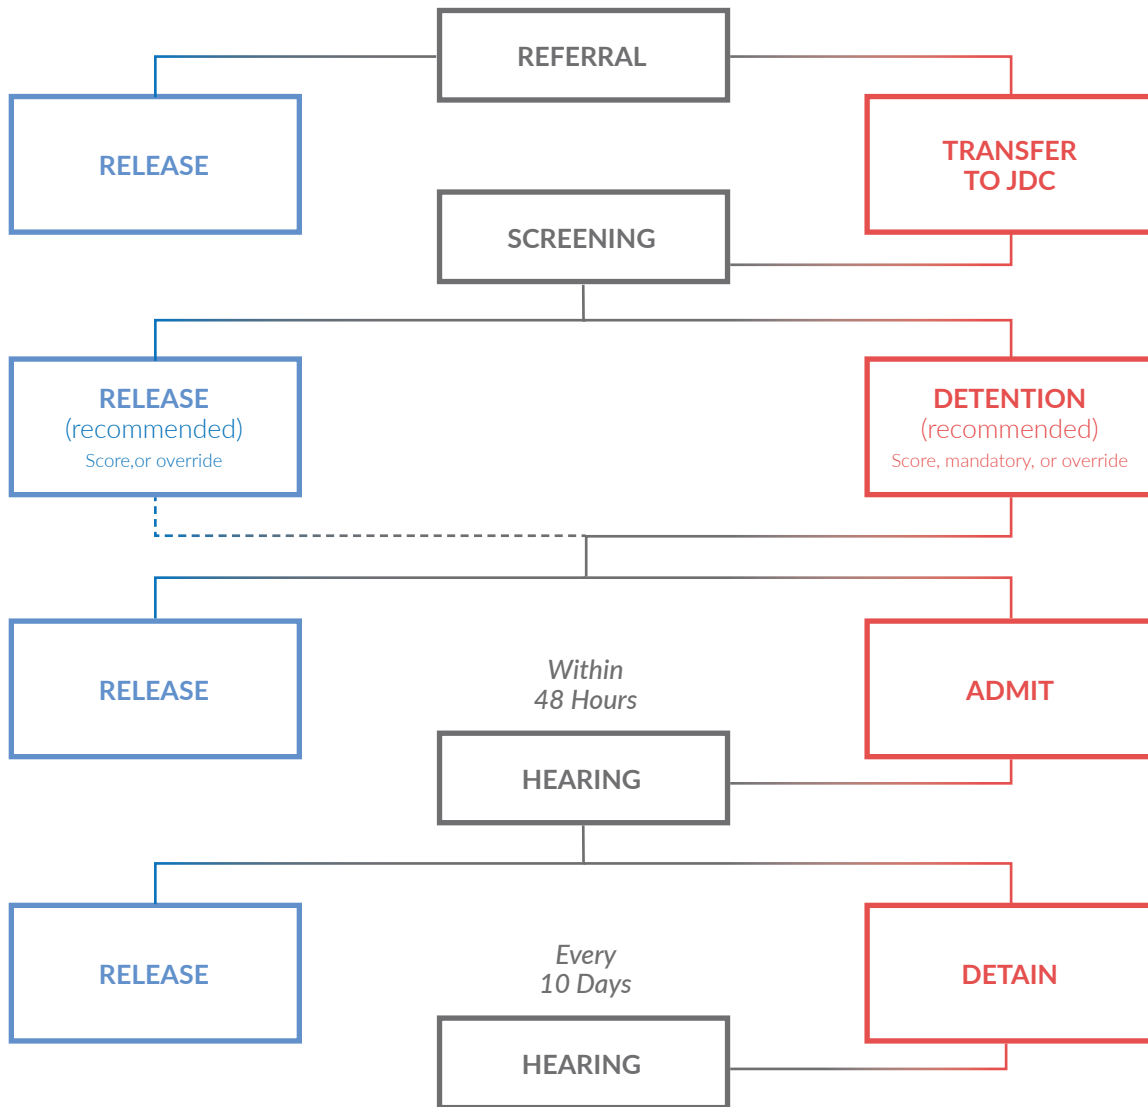 REFERRAL
RELEASE
TRANSFER
TO JDC
SCREENING
RELEASE
(recommended)
Score,or override
DETENTION
(recommended)
Score, mandatory, or override
RELEASE
Within
48 Hours
ADMIT
HEARING
RELEASE
Every
10 Days
DETAIN
HEARING